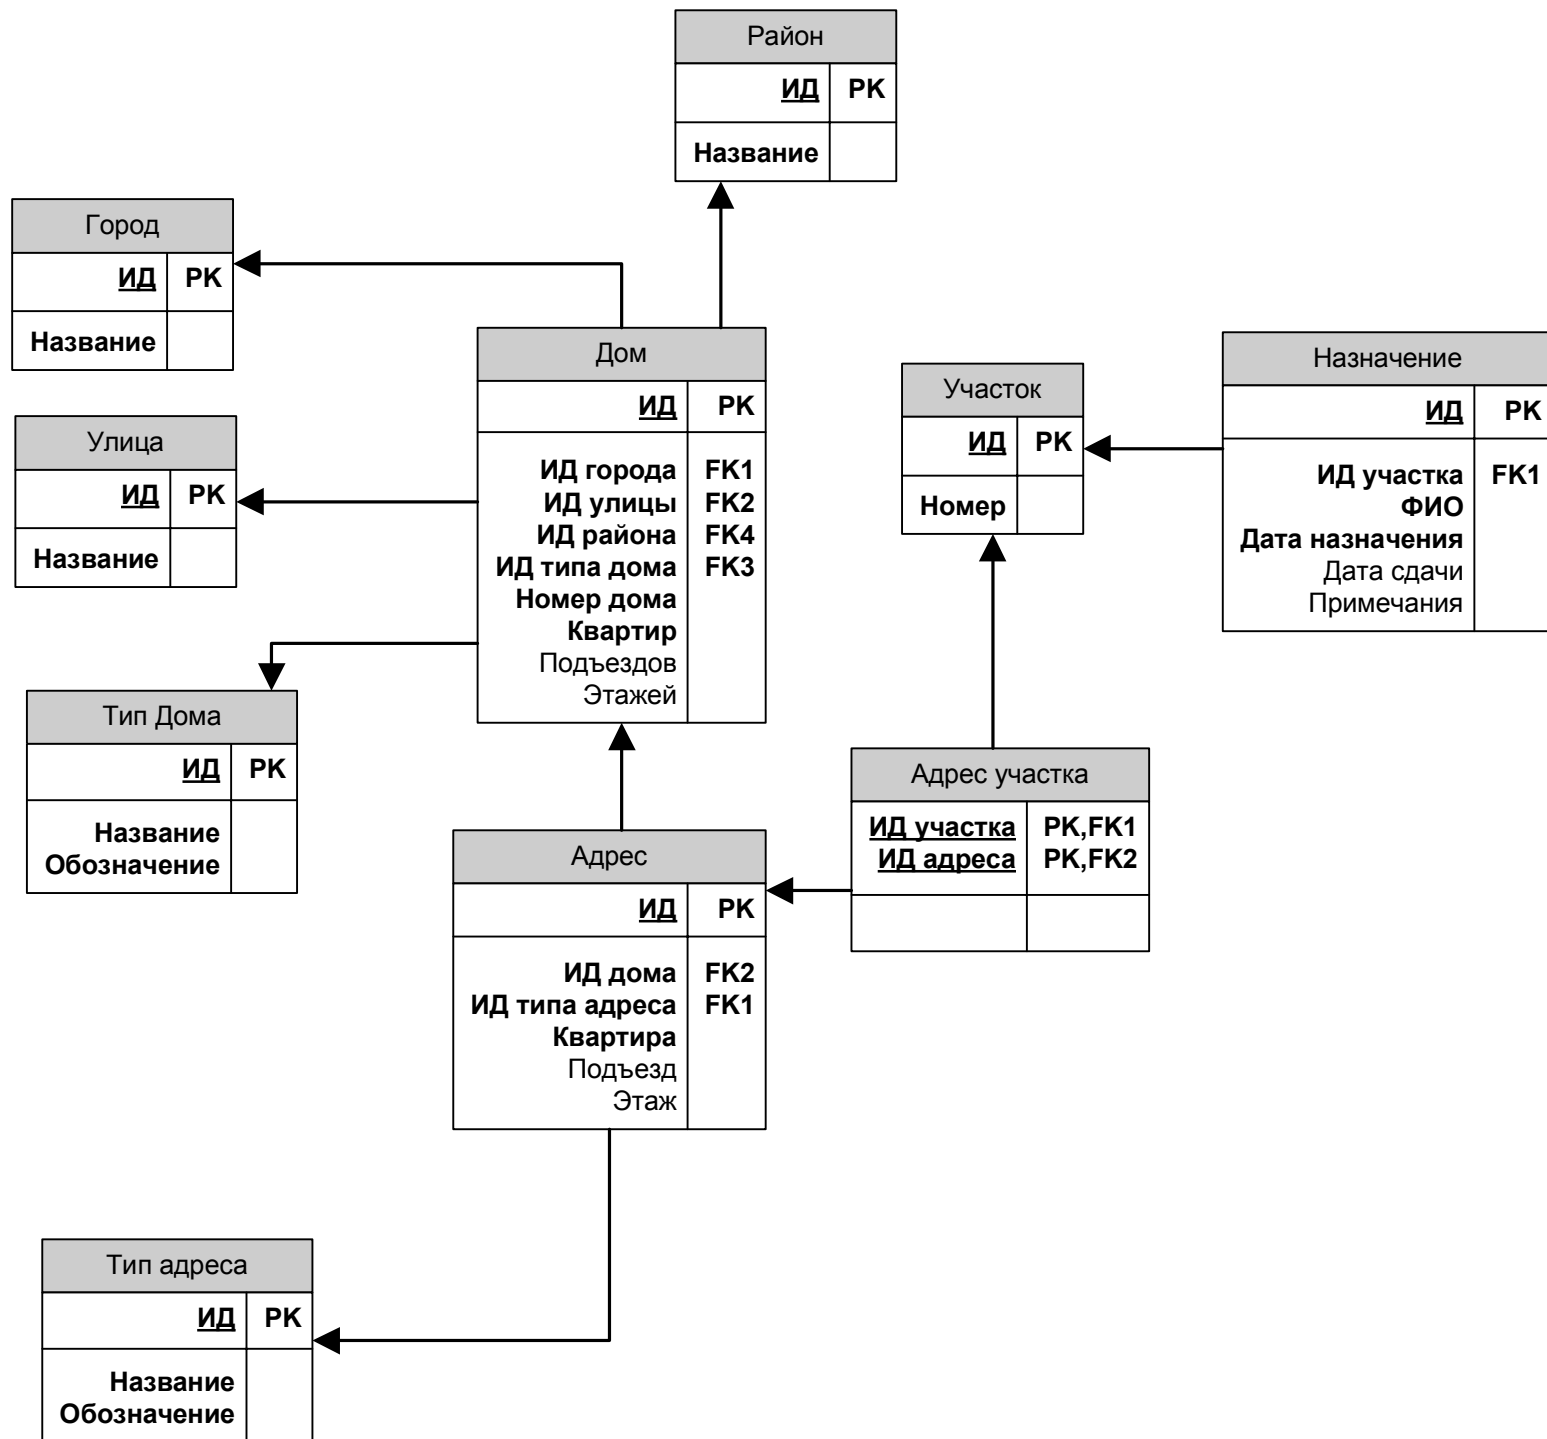 Район
ИД PK
Название
Город
ИД PK
Название
Улица
ИД PK
Название
Дом
ИД PK
ИД города FK1
ИД улицы FK2
ИД района FK4
ИД типа дома FK3
Номер дома
Квартир
Подъездов
Этажей
Участок
ИД PK
Номер
Назначение
ИД PK
ИД участка FK1
ФИО
Дата назначения
Дата сдачи
Примечания
Тип Дома
ИД PK
Название
Обозначение
Адрес участка
ИД участка PK,FK1
ИД адреса PK,FK2
Адрес
ИД PK
ИД дома FK2
ИД типа адреса FK1
Квартира
Подъезд
Этаж
Тип адреса
ИД PK
Название
Обозначение